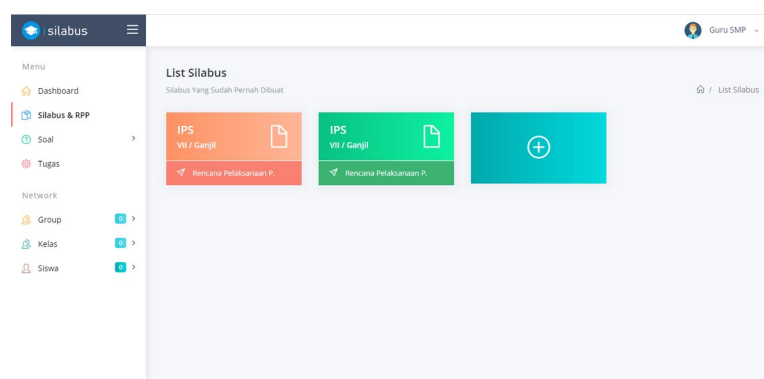 silabus
Guru SMP
Menu
Dashboard
Silabus & RPP
Soal
Tugas
Network
Group 0
Kelas 0
Siswa 0
List Silabus
Silabus Yang Sudah Pernah Dibuat
/ List Silabus
IPS
VII / Ganjil
Rencana Pelaksanaan P.
IPS
VII / Ganjil
Rencana Pelaksanaan P.